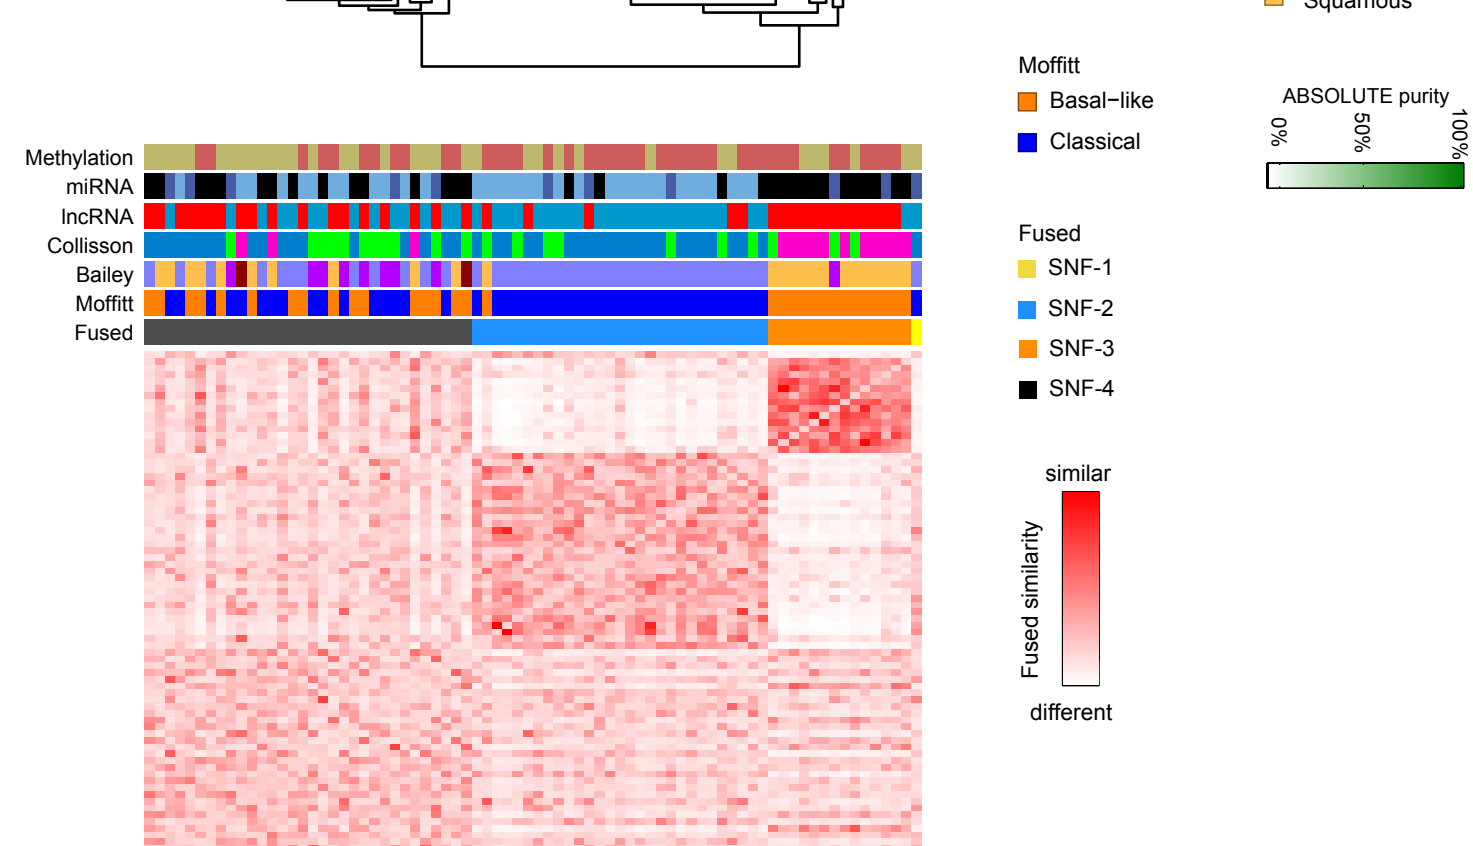 Squamous
Moffitt
Basal−like
Classical
ABSOLUTE purity
0%
50%
100%
Methylation
miRNA
lncRNA
Collisson
Bailey
Moffitt
Fused
Fused
SNF-1
SNF-2
SNF-3
SNF-4
similar
Fused similarity
different